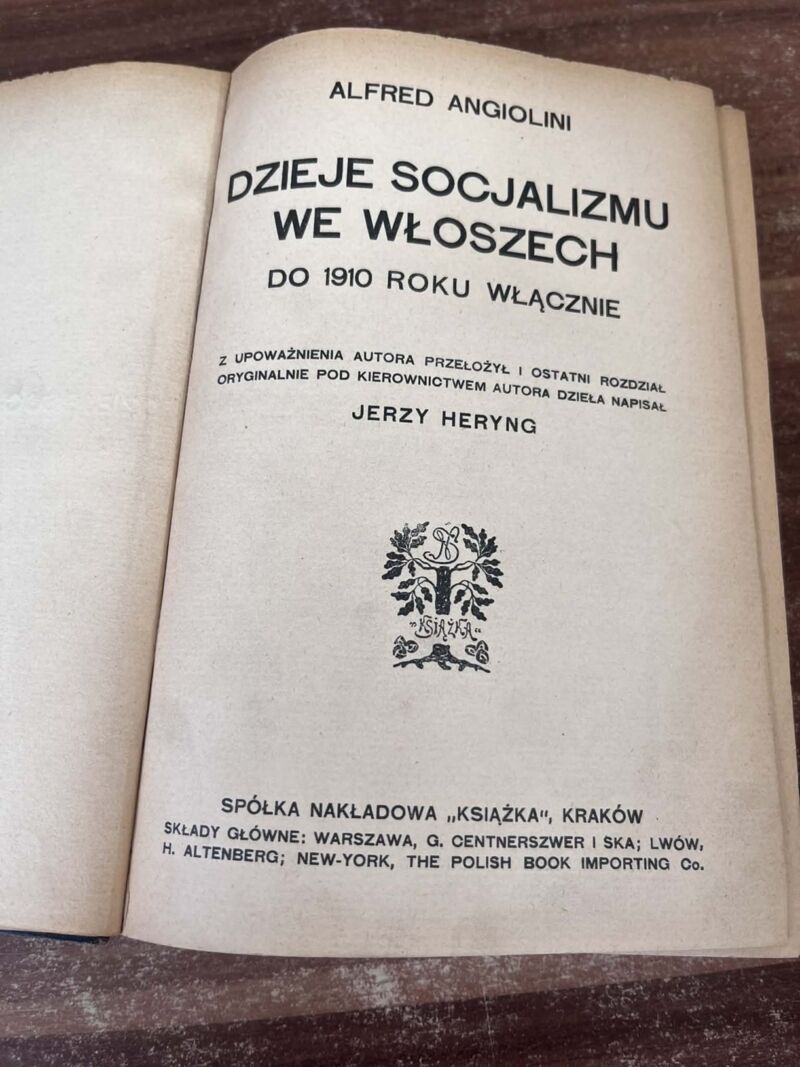 ALFRED ANGIOLINI
DZIEJE SOCJALIZMU
WE WŁOSZECH
DO 1910 ROKU WŁĄCZNIE
Z UPOWAŻNIENIA AUTORA PRZEŁOŻYŁ I OSTATNI ROZDZIAŁ
ORYGINALNIE POD KIEROWNICTWEM AUTORA DZIEŁA NAPISAŁ
JERZY HERYNG
„KSIĄŻKA“
SPÓŁKA NAKŁADOWA „KSIĄŻKA“, KRAKÓW
SKŁADY GŁÓWNE: WARSZAWA, G. CENTNERSZWER I SKA; LWÓW,
H. ALTENBERG; NEW-YORK, THE POLISH BOOK IMPORTING Co.